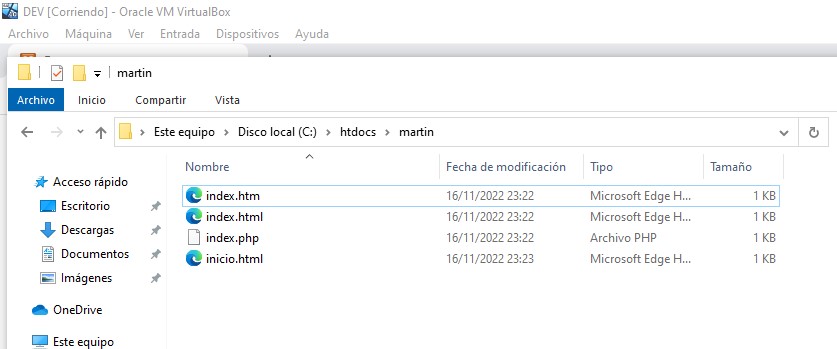 DEV [Corriendo] - Oracle VM VirtualBox
Archivo Máquina Ver Entrada Dispositivos Ayuda
martin
Archivo Inicio Compartir Vista
Este equipo > Disco local (C:) > htdocs > martin
Nombre Fecha de modificación Tipo Tamaño
Acceso rápido
Escritorio
Descargas
Documentos
Imágenes
OneDrive
Este equipo
index.htm 16/11/2022 23:22 Microsoft Edge H... 1 KB
index.html 16/11/2022 23:22 Microsoft Edge H... 1 KB
index.php 16/11/2022 23:22 Archivo PHP 1 KB
inicio.html 16/11/2022 23:23 Microsoft Edge H... 1 KB